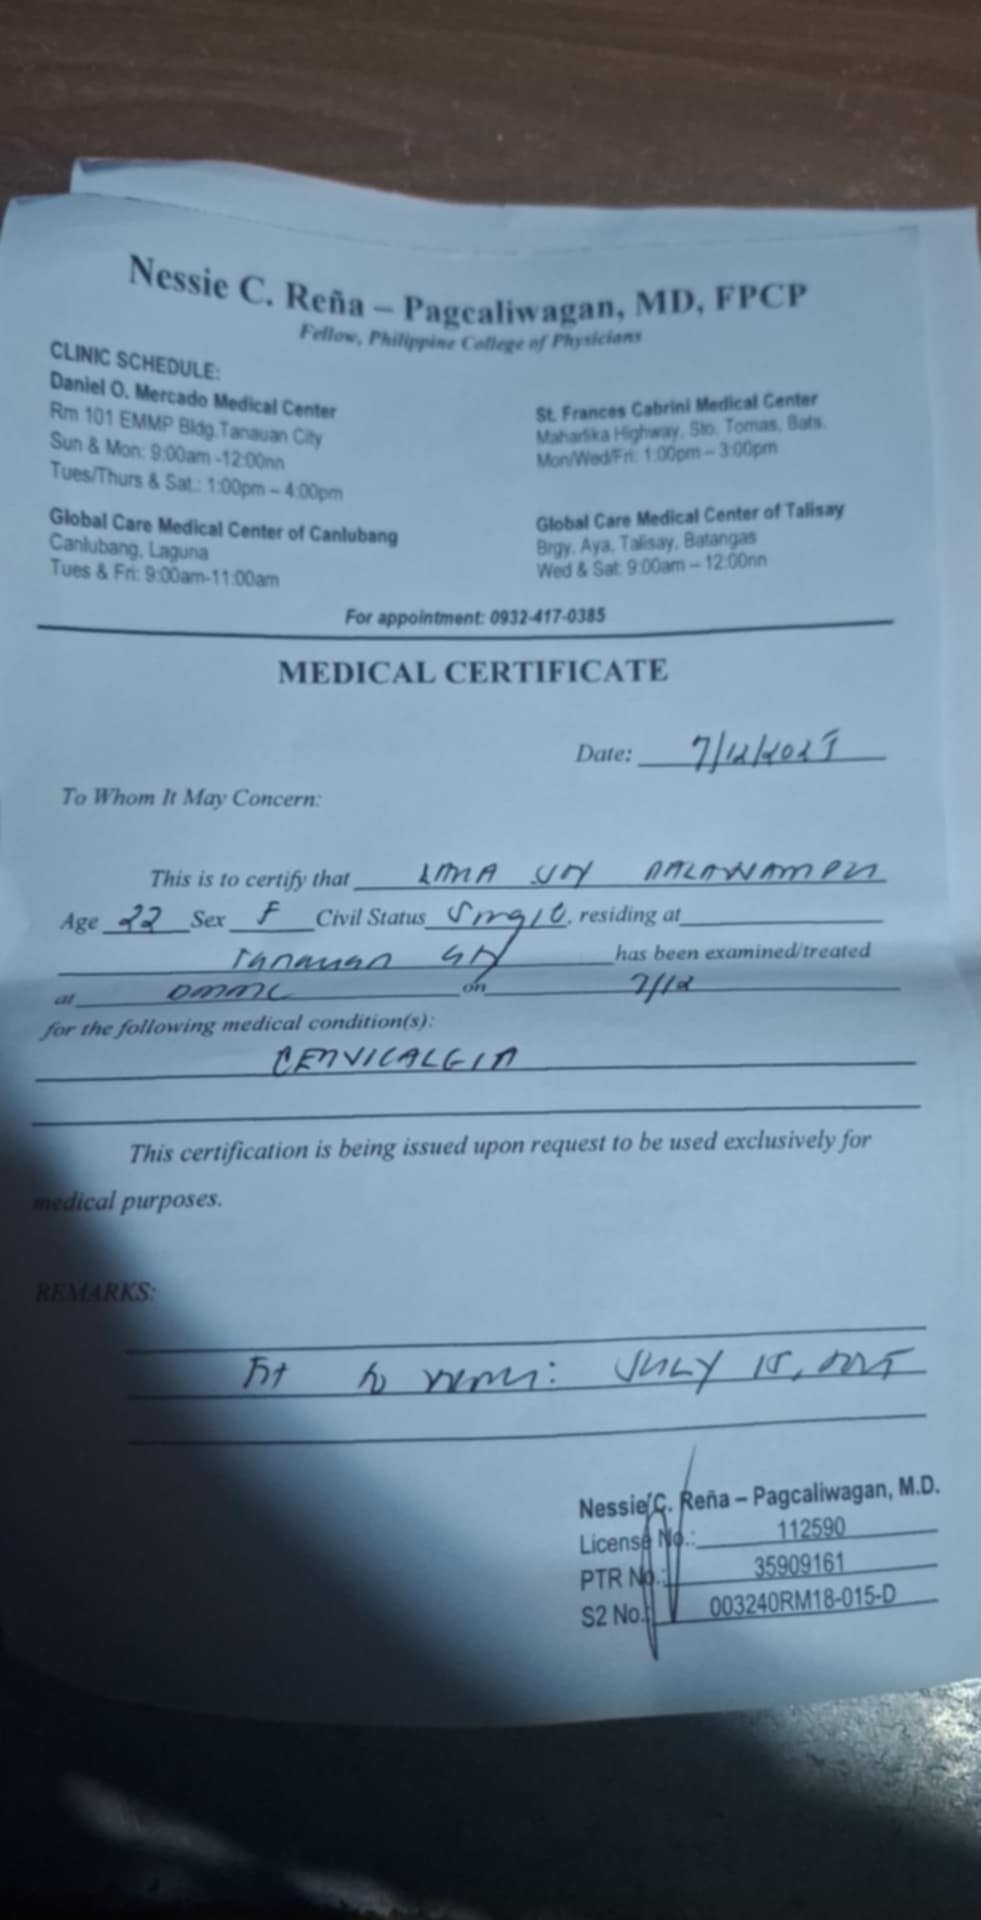 Nessie C. Reña – Pagcaliwagan, MD, FPCP
Fellow, Philippine College of Physicians
CLINIC SCHEDULE:
Daniel O. Mercado Medical Center
Rm 101 EMMP Bldg.Tanauan City
Sun & Mon: 9:00am -12:00nn
Tues/Thurs & Sat.: 1:00pm – 4:00pm
St. Frances Cabrini Medical Center
Maharlika Highway, Sto. Tomas, Bats.
Mon/Wed/Fri: 1:00pm – 3:00pm
Global Care Medical Center of Canlubang
Canlubang, Laguna
Tues & Fri: 9:00am-11:00am
Global Care Medical Center of Talisay
Brgy. Aya, Talisay, Batangas
Wed & Sat: 9:00am – 12:00nn
For appointment: 0932-417-0385
MEDICAL CERTIFICATE
Date: 7/12/2025
To Whom It May Concern:
This is to certify that
Age 22 Sex F Civil Status Single, residing at
Tanauan City has been examined/treated
at DMMC on 7/12
for the following medical condition(s):
CERVICALGIA
This certification is being issued upon request to be used exclusively for
medical purposes.
REMARKS:
Fit to work: JULY 15, 2025
Nessie C. Reña – Pagcaliwagan, M.D.
License No.: 112590
PTR No.: 35909161
S2 No. 003240RM18-015-D